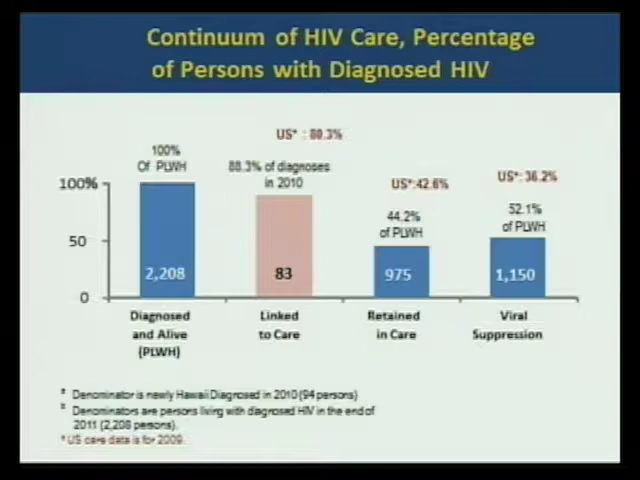 Continuum of HIV Care, Percentage
of Persons with Diagnosed HIV
US* : 80.3%
100%
Of PLWH
88.3% of diagnoses
in 2010
US*:42.6%
US*: 36.2%
44.2%
of PLWH
52.1%
of PLWH
100%
50
0
2,208
83
975
1,150
Diagnosed
and Alive
(PLWH)
Linked
to Care
Retained
in Care
Viral
Suppression
Denominator is newly Hawaii Diagnosed in 2010 (94 persons)
Denominators are persons living with diagnosed HIV in the end of
2011 (2,208 persons).
*US care data is for 2009.